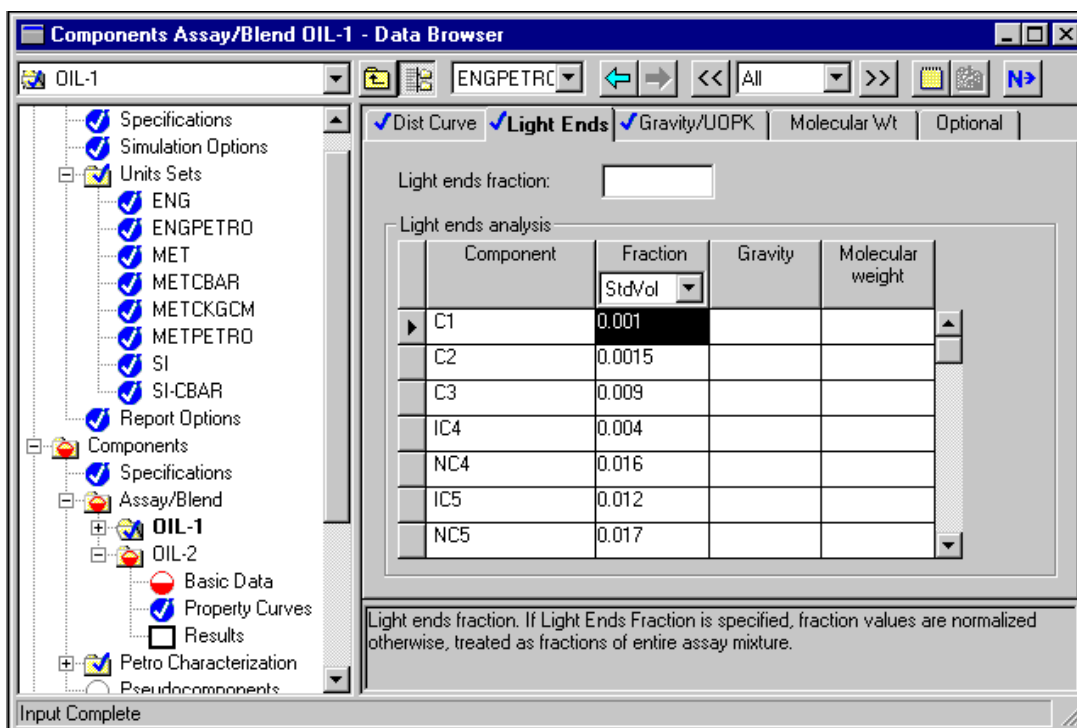 Components Assay/Blend OIL-1 - Data Browser
OIL-1
ENGPETRO
<<
All
>>
N>
Specifications
Simulation Options
Units Sets
ENG
ENGPETRO
MET
METCBAR
METCKGCM
METPETRO
SI
SI-CBAR
Report Options
Components
Specifications
Assay/Blend
OIL-1
OIL-2
Basic Data
Property Curves
Results
Petro Characterization
Pseudocomponents
Dist Curve Light Ends Gravity/UOPK Molecular Wt Optional
Light ends fraction:
Light ends analysis
Component Fraction Gravity Molecular
weight
StdVol
C1 0.001
C2 0.0015
C3 0.009
IC4 0.004
NC4 0.016
IC5 0.012
NC5 0.017
Light ends fraction. If Light Ends Fraction is specified, fraction values are normalized
otherwise, treated as fractions of entire assay mixture.
Input Complete